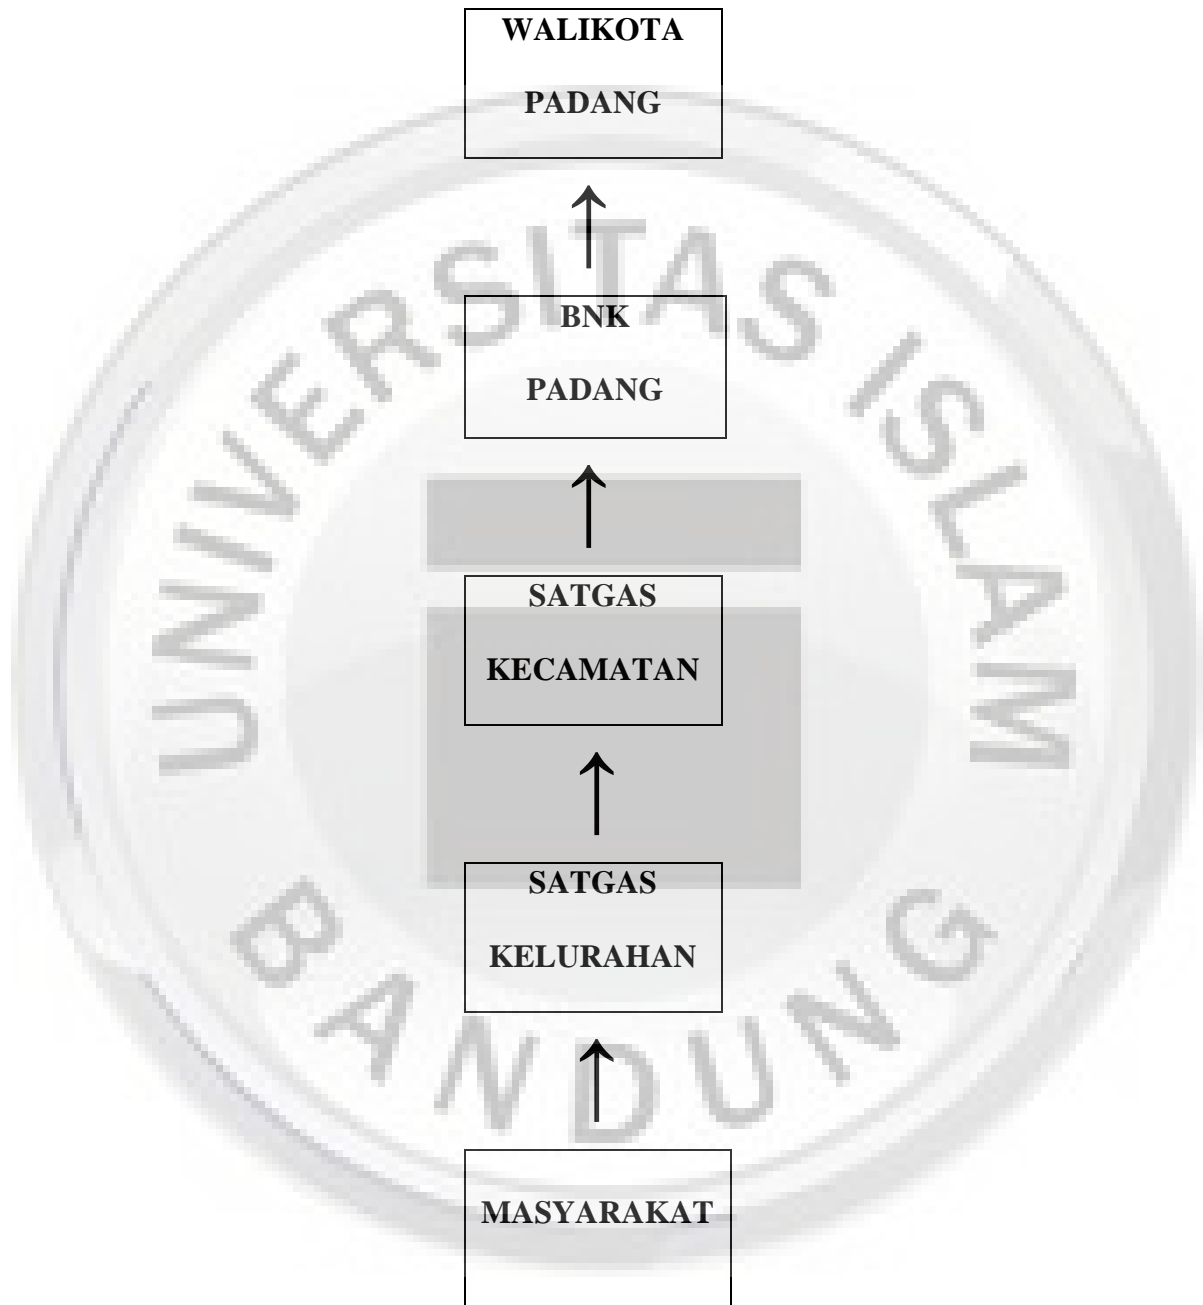 WALIKOTA
PADANG
↑
UNIVERSITAS ISLAM
BNK
PADANG
↑
SATGAS
KECAMATAN
↑
SATGAS
KELURAHAN
↑
BANDUNG
MASYARAKAT